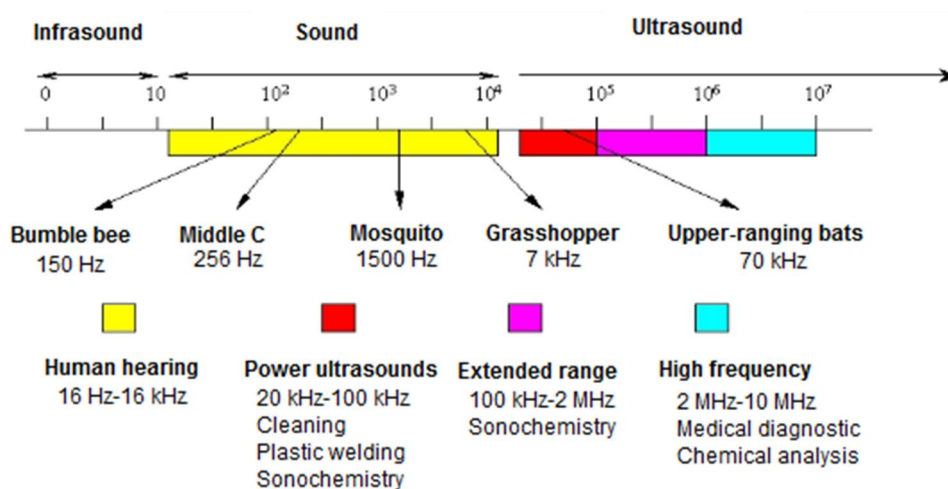 Infrasound Sound Ultrasound
0 10 10² 10³ 10⁴ 10⁵ 10⁶ 10⁷
Bumble bee
150 Hz
Middle C
256 Hz
Mosquito
1500 Hz
Grasshopper
7 kHz
Upper-ranging bats
70 kHz
Human hearing
16 Hz-16 kHz
Power ultrasounds
20 kHz-100 kHz
Cleaning
Plastic welding
Sonochemistry
Extended range
100 kHz-2 MHz
Sonochemistry
High frequency
2 MHz-10 MHz
Medical diagnostic
Chemical analysis